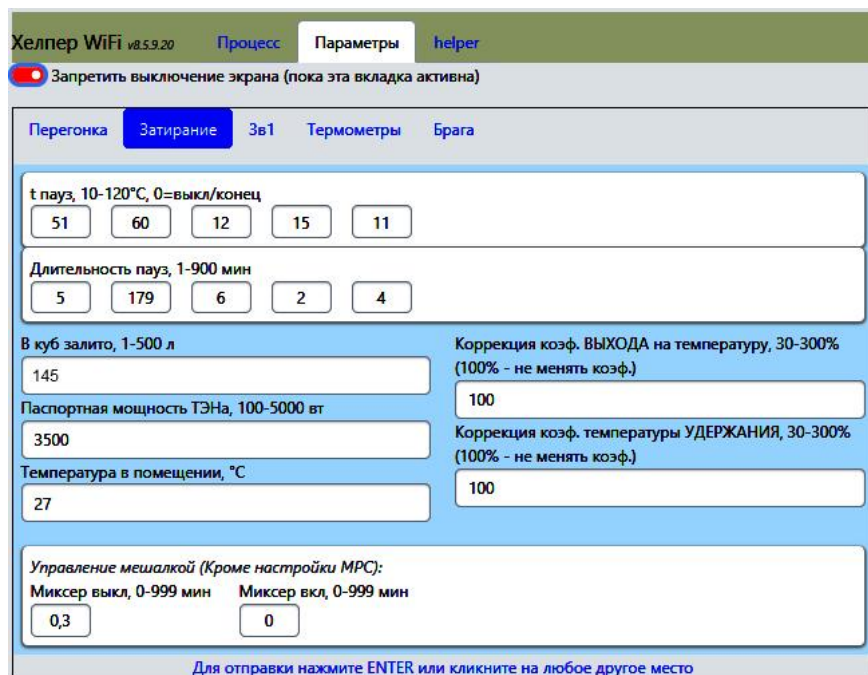 Хелпер WiFi v8.5.9.20 Процесс Параметры helper
Запретить выключение экрана (пока эта вкладка активна)
Перегонка Затирание 3в1 Термометры Брага
t пауз, 10-120°C, 0=выкл/конец
51 60 12 15 11
Длительность пауз, 1-900 мин
5 179 6 2 4
В куб залито, 1-500 л
145
Паспортная мощность ТЭНа, 100-5000 вт
3500
Температура в помещении, °C
27
Коррекция коэф. ВЫХОДА на температуру, 30-300%
(100% - не менять коэф.)
100
Коррекция коэф. температуры УДЕРЖАНИЯ, 30-300%
(100% - не менять коэф.)
100
Управление мешалкой (Кроме настройки МРС):
Миксер выкл, 0-999 мин Миксер вкл, 0-999 мин
0,3 0
Для отправки нажмите ENTER или кликните на любое другое место